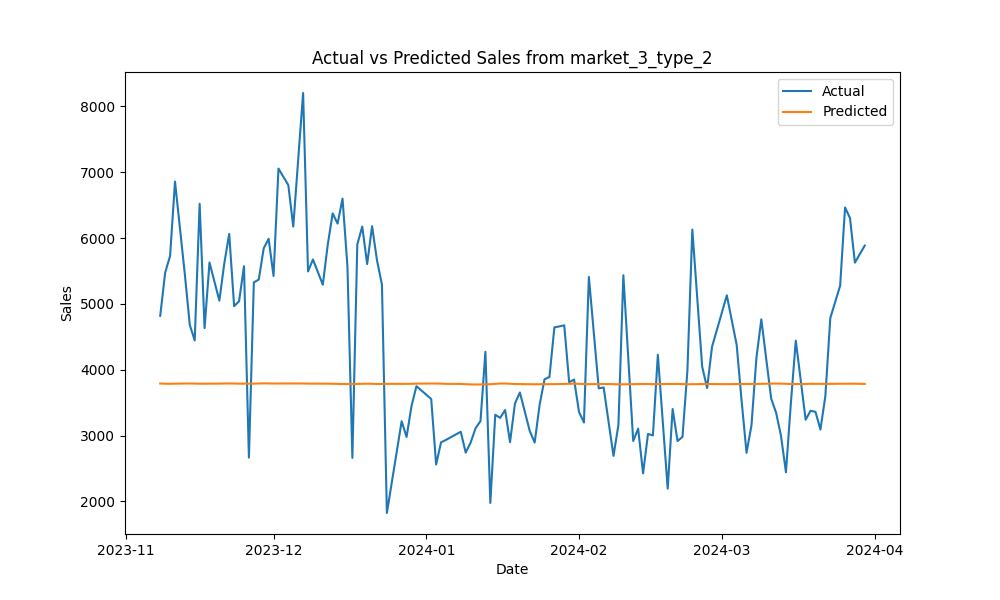 Actual vs Predicted Sales from market_3_type_2
Actual
Predicted
8000
7000
6000
5000
4000
3000
2000
Sales
2023-11
2023-12
2024-01
2024-02
2024-03
2024-04
Date